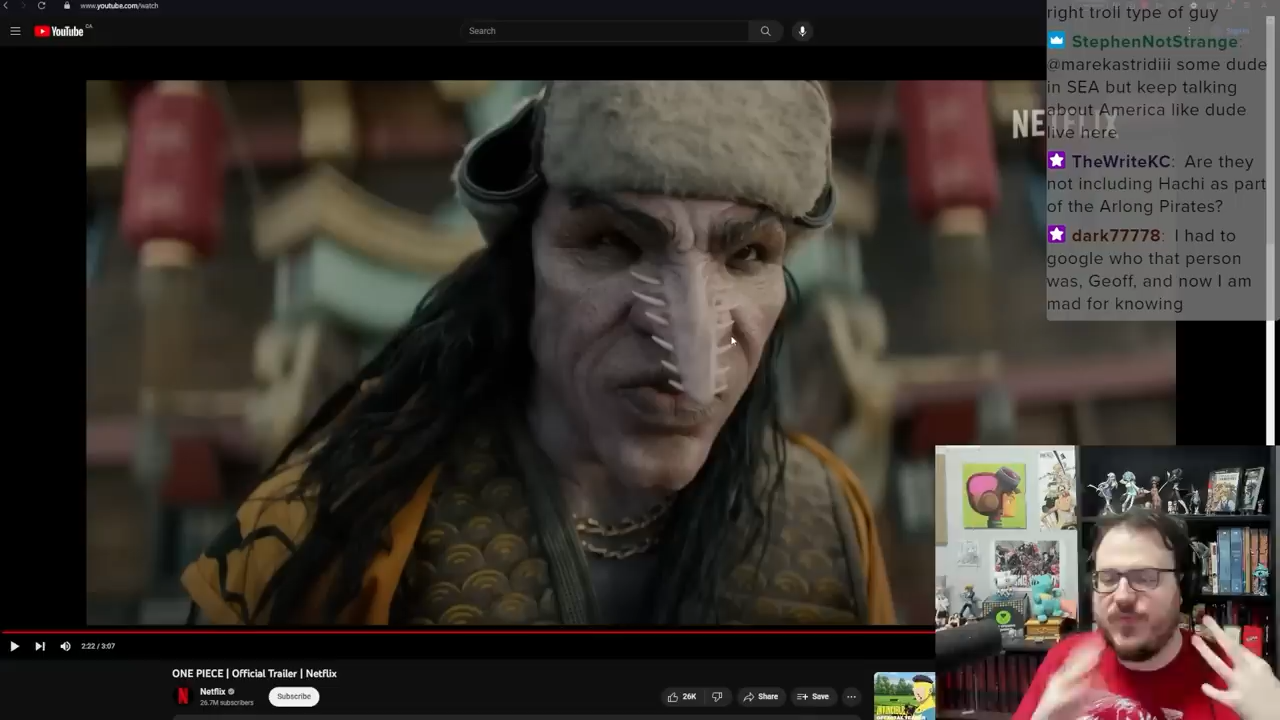 www.youtube.com/watch
YouTube CA
Search
right troll type of guy
StephenNotStrange:
@marekastridiii some dude
in SEA but keep talking
about America like dude
live here
TheWriteKC: Are they
not including Hachi as part
of the Arlong Pirates?
dark77778: I had to
google who that person
was, Geoff, and now I am
mad for knowing
NETFLIX
2:22 / 3:07
ONE PIECE | Official Trailer | Netflix
Netflix
26.7M subscribers
Subscribe
26K
Share
Save
INVINCIBLE